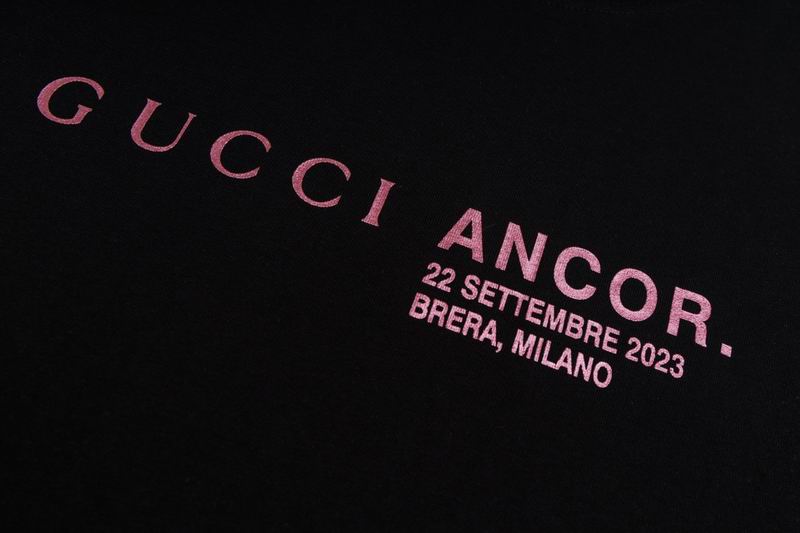 GUCCI
ANCOR.
22 SETTEMBRE 2023
BRERA, MILANO